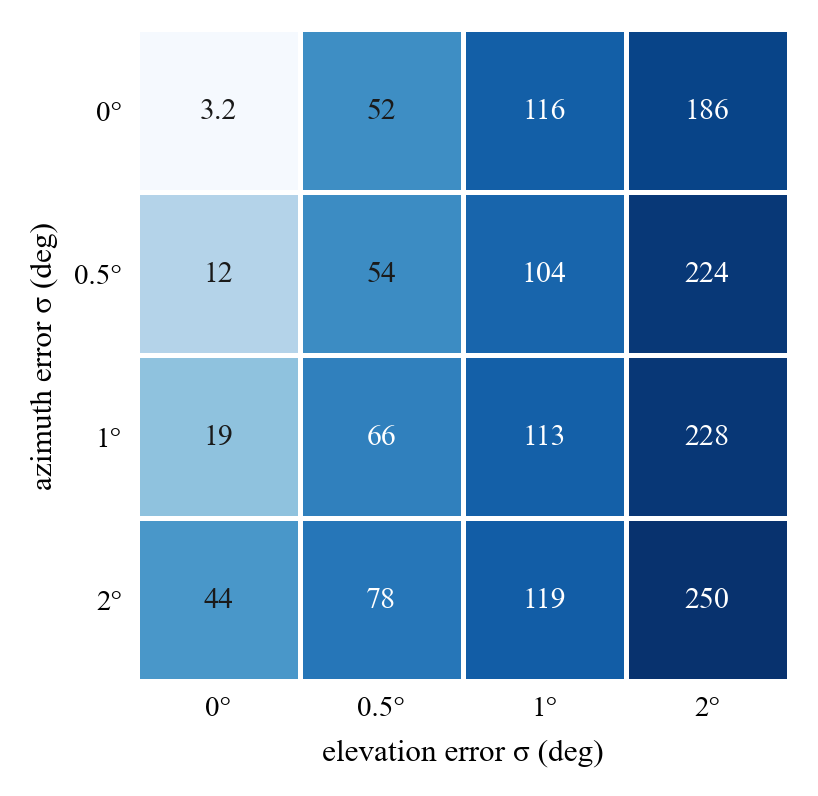 0° 3.2 52 116 186
0.5° 12 54 104 224
1° 19 66 113 228
2° 44 78 119 250
0° 0.5° 1° 2°
elevation error σ (deg)
azimuth error σ (deg)